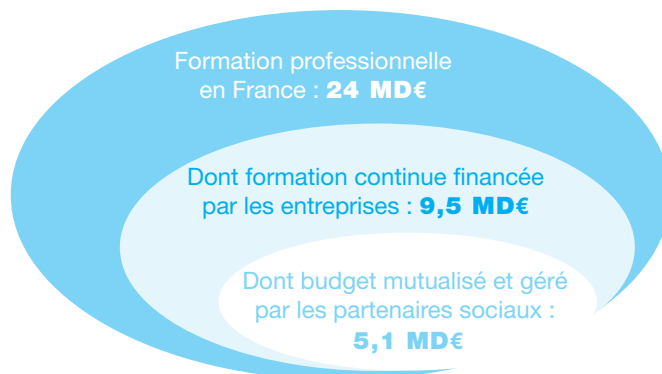 Formation professionnelle
en France : 24 MD€
Dont formation continue financée
par les entreprises : 9,5 MD€
Dont budget mutualisé et géré
par les partenaires sociaux :
5,1 MD€